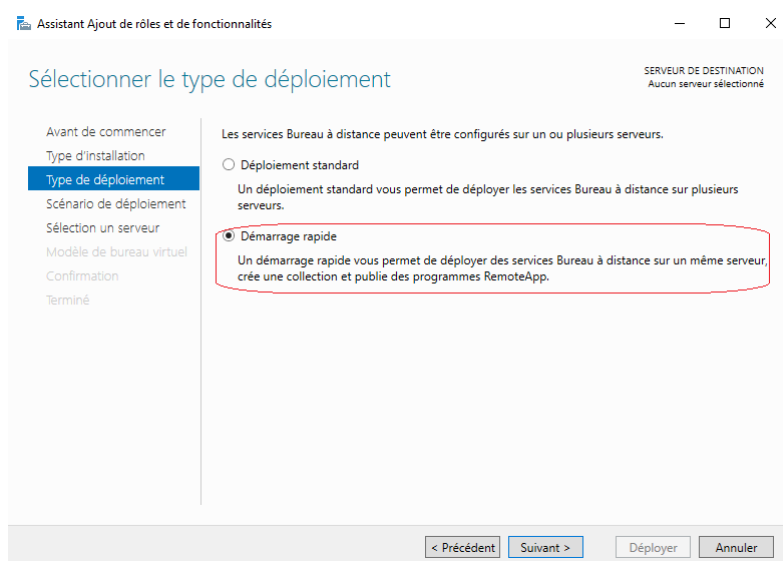 Assistant Ajout de rôles et de fonctionnalités
Sélectionner le type de déploiement
SERVEUR DE DESTINATION
Aucun serveur sélectionné
Avant de commencer
Type d'installation
Type de déploiement
Scénario de déploiement
Sélection un serveur
Modèle de bureau virtuel
Confirmation
Terminé
Les services Bureau à distance peuvent être configurés sur un ou plusieurs serveurs.
Déploiement standard
Un déploiement standard vous permet de déployer les services Bureau à distance sur plusieurs
serveurs.
Démarrage rapide
Un démarrage rapide vous permet de déployer des services Bureau à distance sur un même serveur,
crée une collection et publie des programmes RemoteApp.
< Précédent
Suivant >
Déployer
Annuler